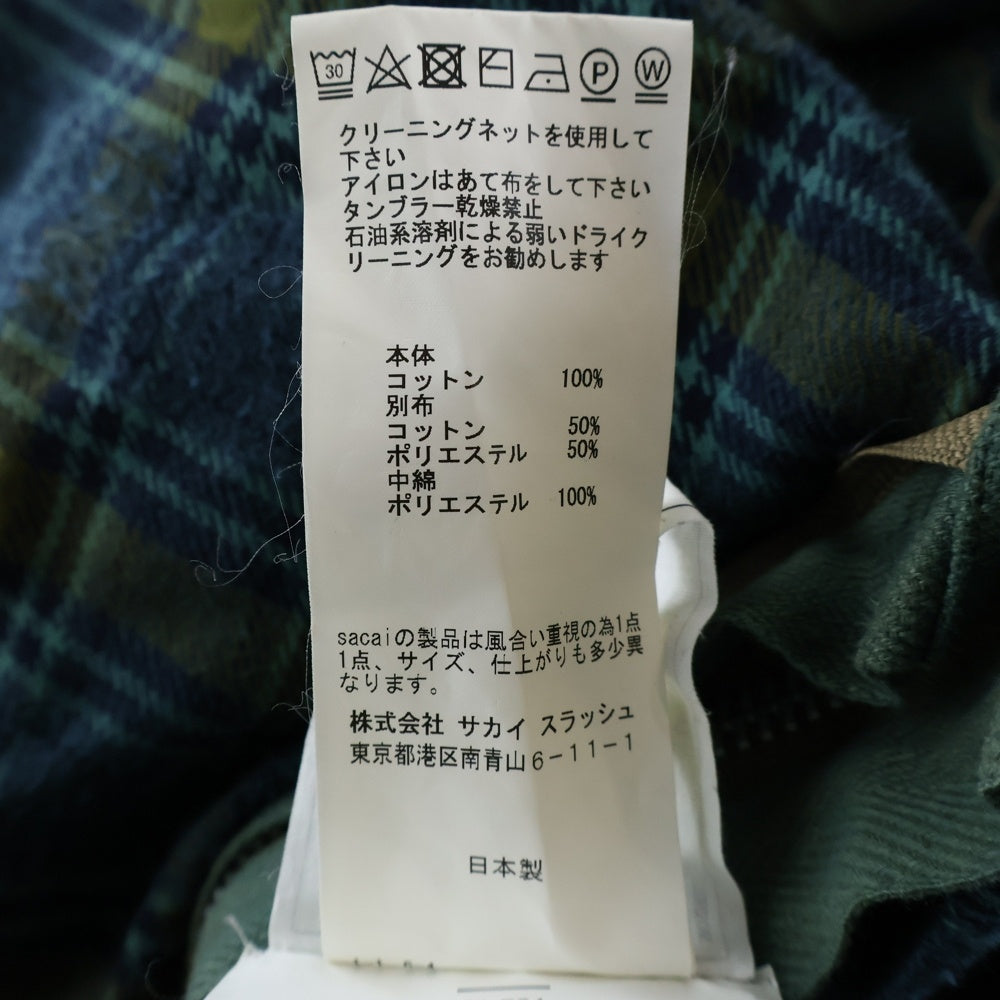 30 P W
クリーニングネットを使用して
下さい
アイロンはあて布をして下さい
タンブラー乾燥禁止
石油系溶剤による弱いドライク
リーニングをお勧めします
本体
コットン 100%
別布
コットン 50%
ポリエステル 50%
中綿
ポリエステル 100%
sacaiの製品は風合い重視の為1点
1点、サイズ、仕上がりも多少異
なります。
株式会社 サカイ スラッシュ
東京都港区南青山6-11-1
日本製